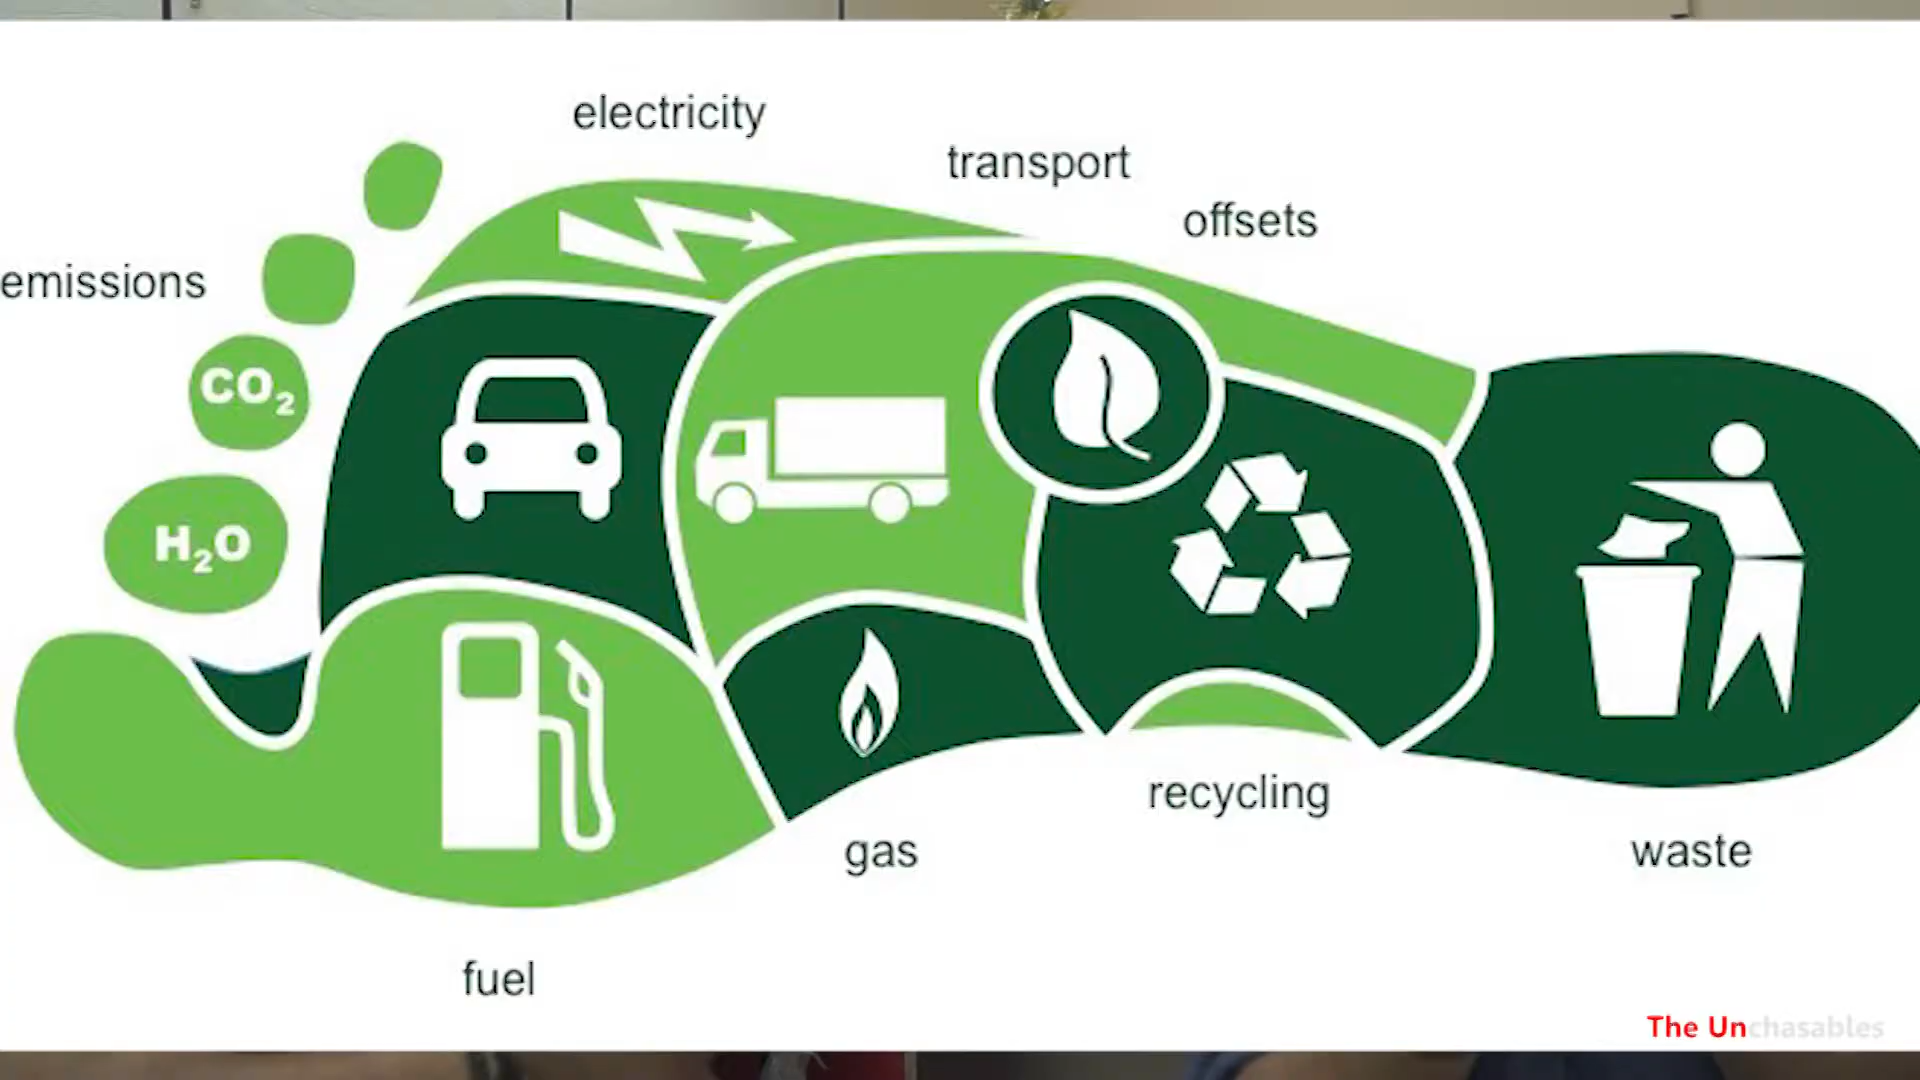 electricity
transport
offsets
emissions
CO₂
H₂O
recycling
gas
waste
fuel
The Unchasables